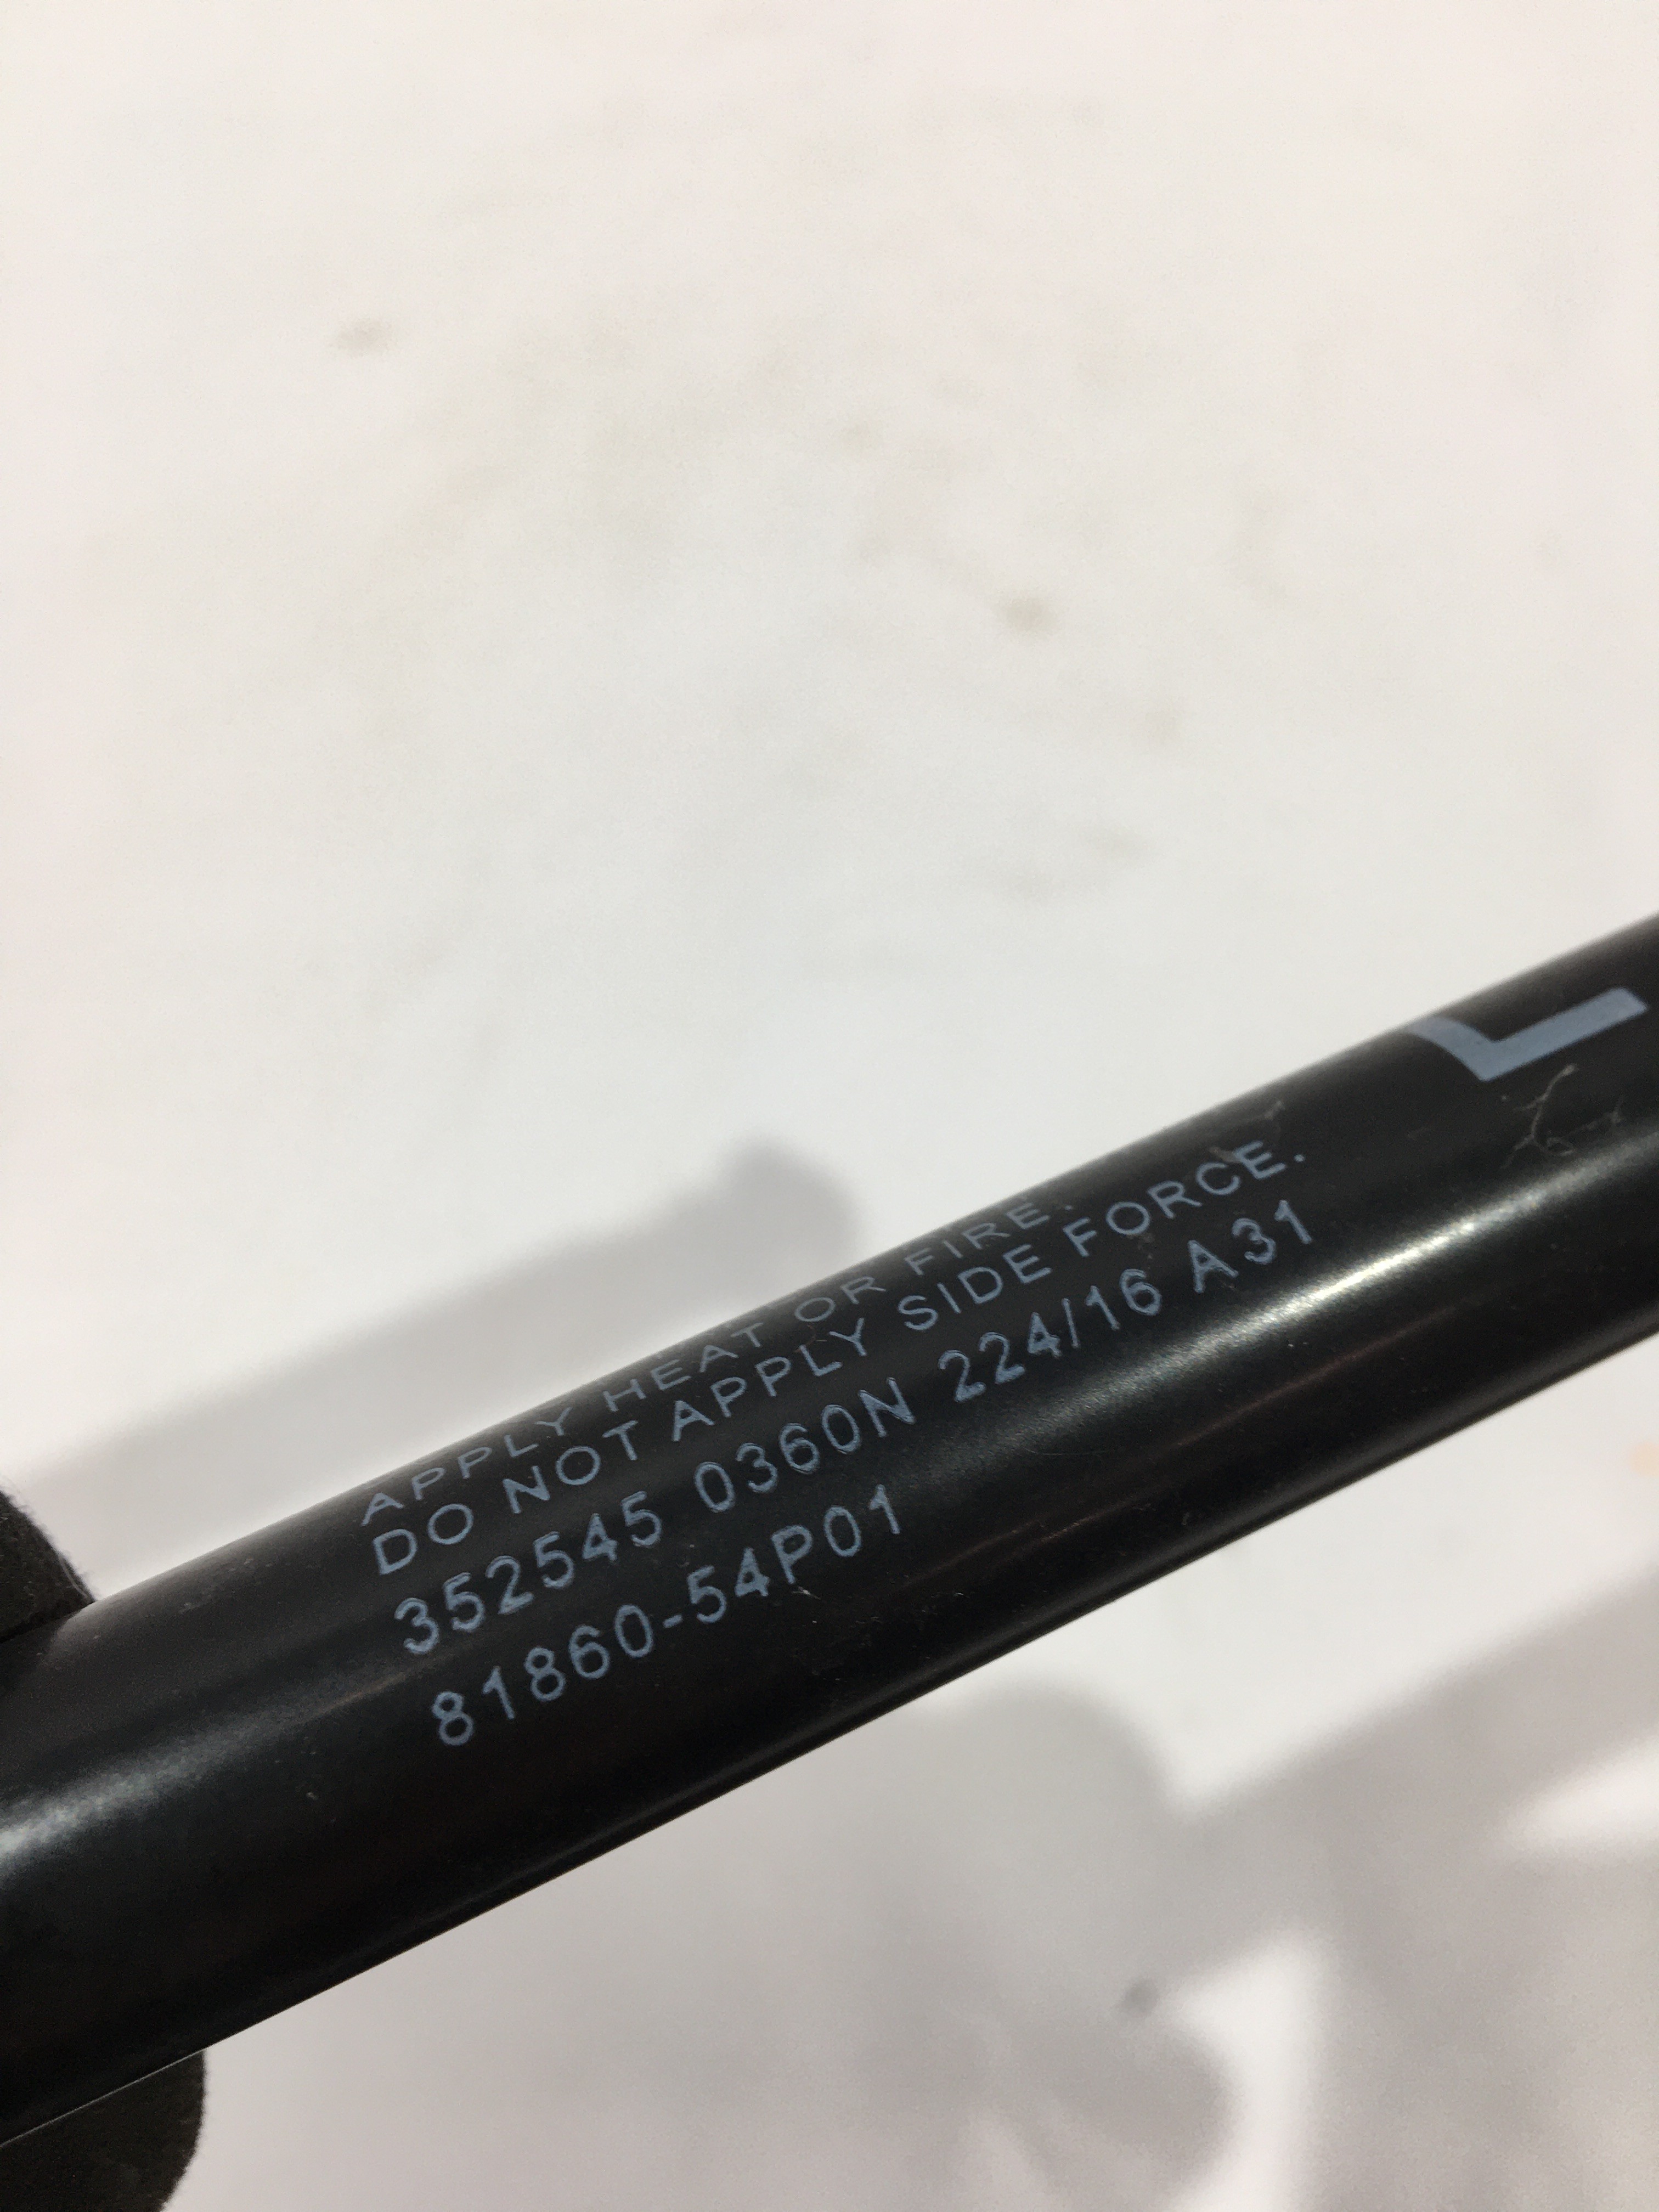 L
APPLY HEAT OR FIRE.
DO NOT APPLY SIDE FORCE.
352545 0360N 224/16 A31
81860-54P01